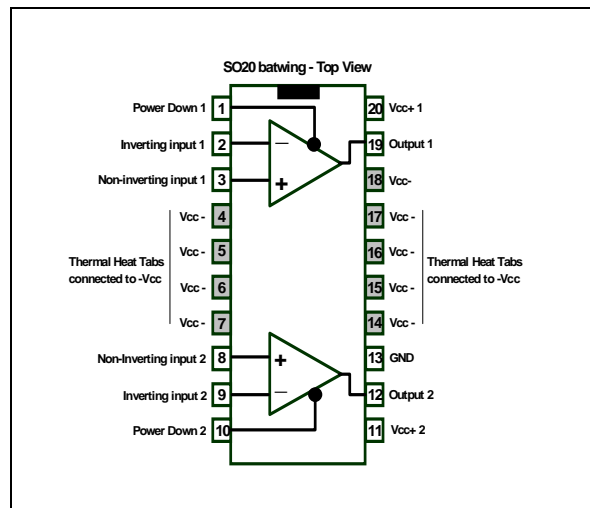 SO20 batwing - Top View
Power Down 1
1
20
Vcc+ 1
Inverting input 1
2
−
19
Output 1
Non-inverting input 1
3
+
18
Vcc-
Vcc -
4
17
Vcc -
Vcc -
5
16
Vcc -
Thermal Heat Tabs
connected to -Vcc
Thermal Heat Tabs
connected to -Vcc
Vcc -
6
15
Vcc -
Vcc -
7
14
Vcc -
Non-Inverting input 2
8
+
13
GND
Inverting input 2
9
−
12
Output 2
Power Down 2
10
11
Vcc+ 2